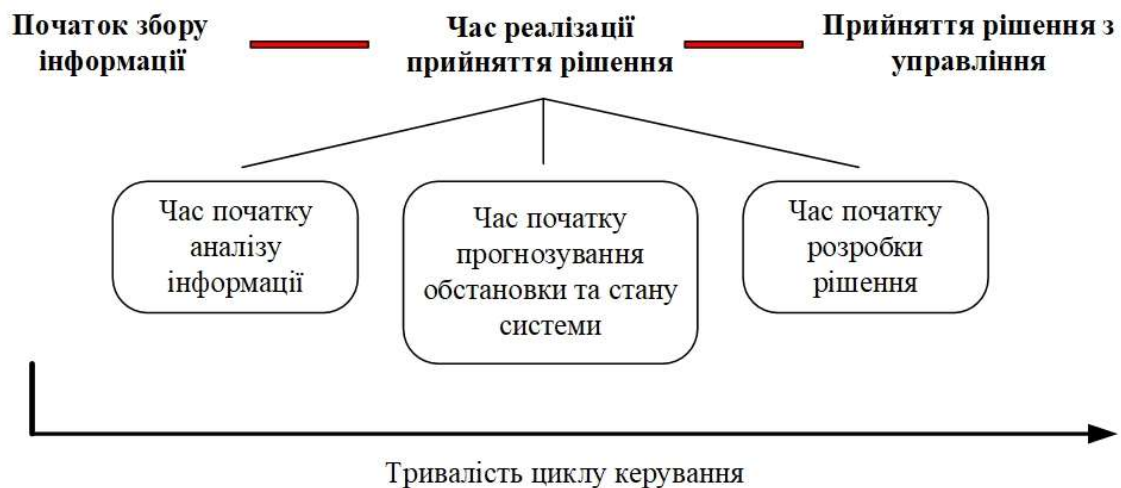 Початок збору
інформації
Час реалізації
прийняття рішення
Прийняття рішення з
управління
Час початку
аналізу
інформації
Час початку
прогнозування
обстановки та стану
системи
Час початку
розробки
рішення
Тривалість циклу керування